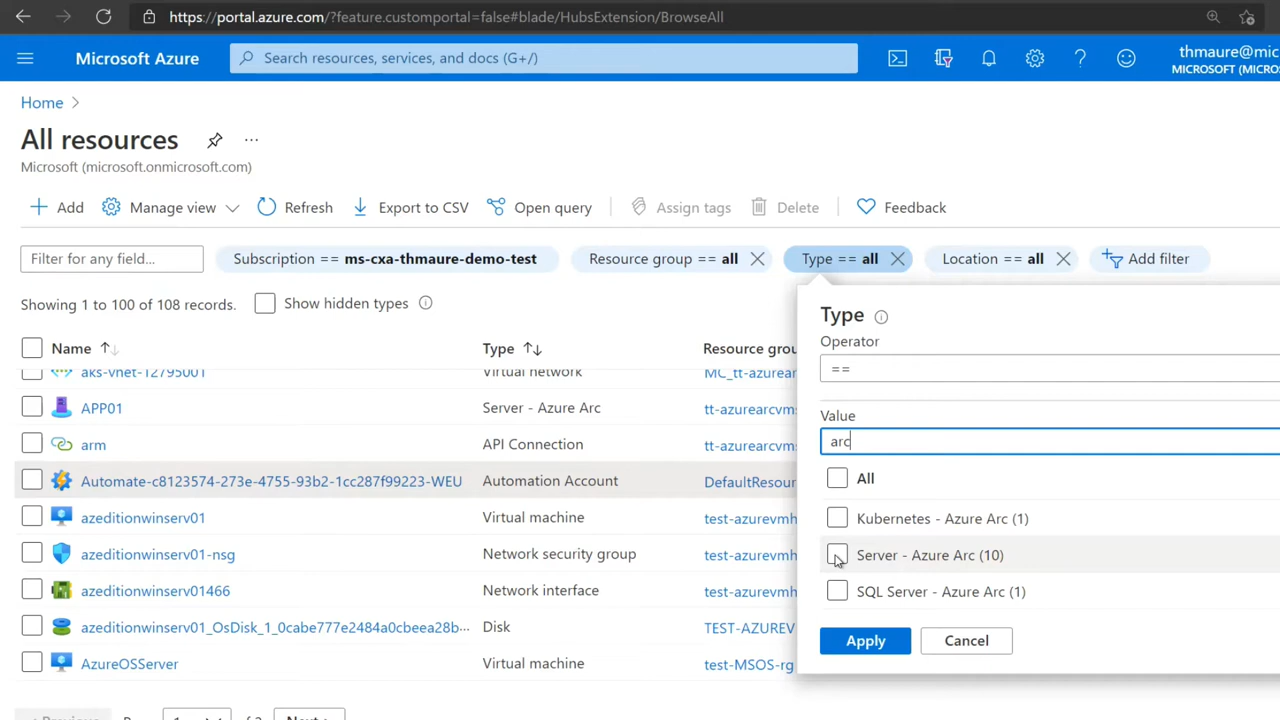 https://portal.azure.com/?feature.customportal=false#blade/HubsExtension/BrowseAll
Microsoft Azure
Search resources, services, and docs (G+/)
thmaure@mic
MICROSOFT (MICROSO
Home >
All resources
...
Microsoft (microsoft.onmicrosoft.com)
+ Add Manage view Refresh Export to CSV Open query Assign tags Delete Feedback
Filter for any field... Subscription == ms-cxa-thmaure-demo-test Resource group == all Type == all Location == all Add filter
Showing 1 to 100 of 108 records. Show hidden types
Name Type Resource grou
aks-vnet-12795001 Virtual network MC_tt-azurear
APP01 Server - Azure Arc tt-azurearcvms
arm API Connection tt-azurearcvms
Automate-c8123574-273e-4755-93b2-1cc287f99223-WEU Automation Account DefaultResour
azeditionwinserv01 Virtual machine test-azurevmh
azeditionwinserv01-nsg Network security group test-azurevmh
azeditionwinserv01466 Network interface test-azurevmh
azeditionwinserv01_OsDisk_1_0cabe777e2484a0cbeea28b... Disk TEST-AZUREV
AzureOSServer Virtual machine test-MSOS-rg
Type
Operator
==
Value
arc
All
Kubernetes - Azure Arc (1)
Server - Azure Arc (10)
SQL Server - Azure Arc (1)
Apply Cancel